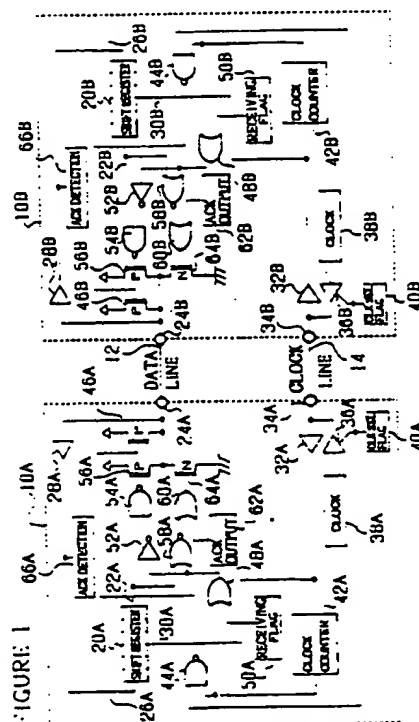 FIGURE 1
66A
10A
10B
66B
28A
28B
ACK DETECTION
ACK DETECTION
46A
56A
46B
56B
20A
22A
52A
54A
12
54B
52B
22B
20B
26A
SHIFT REGISTER
P
DATA LINE
P
SHIFT REGISTER
26B
30A
58A
60A
24A
24B
60B
58B
30B
44A
N
N
44B
ACK OUTPUT
64A
64B
ACK OUTPUT
48A
62A
62B
48B
50A
RECEIVING FLAG
RECEIVING FLAG
50B
34A
CLOCK LINE
34B
32A
32B
CLOCK COUNTER
CLOCK
36A
14
36B
CLOCK
CLOCK COUNTER
42A
38A
FLAG
40A
FLAG
40B
38B
42B